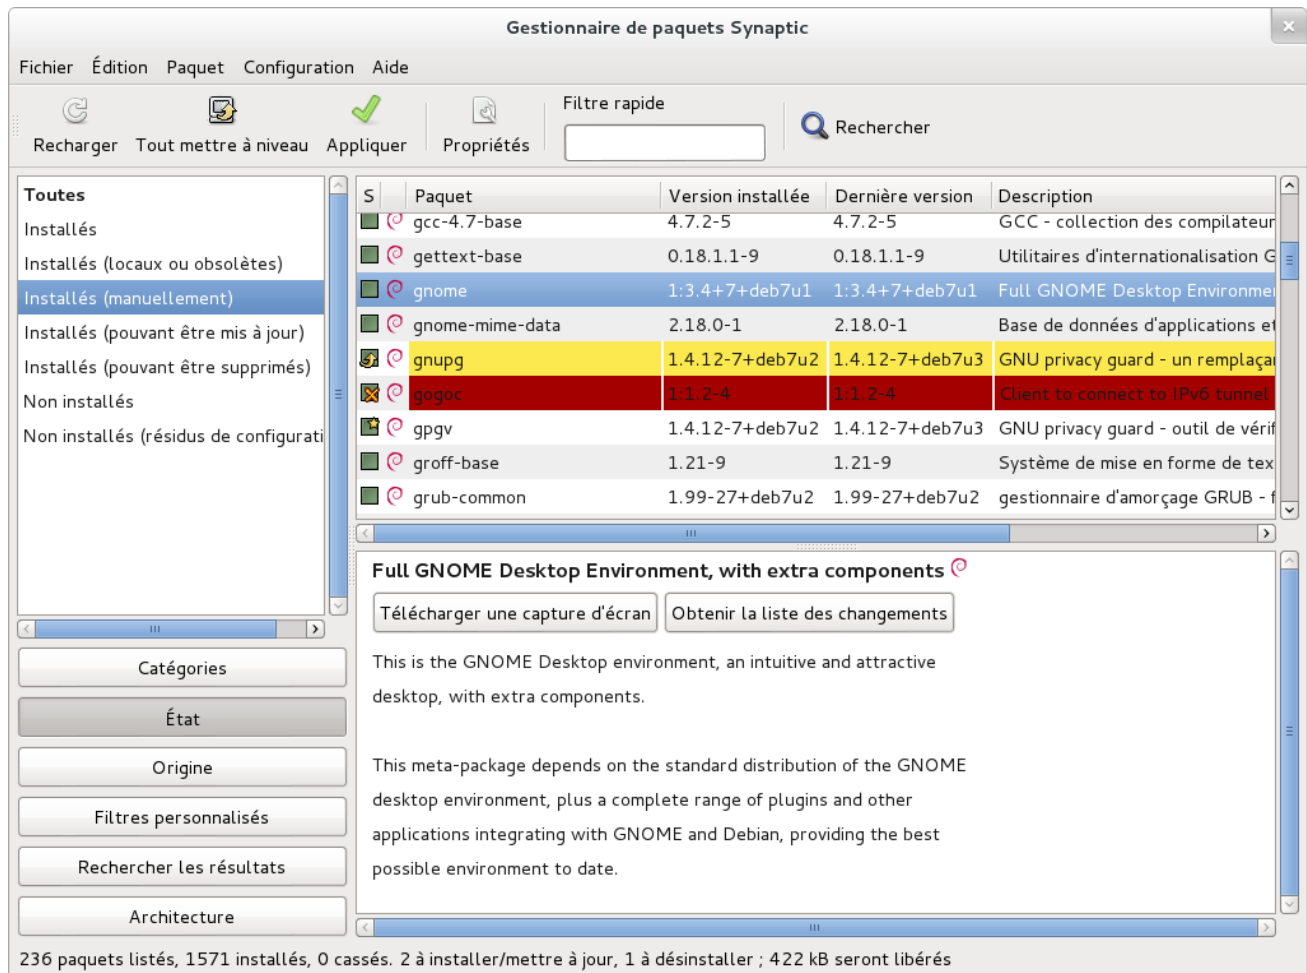 Gestionnaire de paquets Synaptic
Fichier Édition Paquet Configuration Aide
Recharger Tout mettre à niveau Appliquer Propriétés Filtre rapide Rechercher
Toutes
Installés
Installés (locaux ou obsolètes)
Installés (manuellement)
Installés (pouvant être mis à jour)
Installés (pouvant être supprimés)
Non installés
Non installés (résidus de configurati
Catégories
État
Origine
Filtres personnalisés
Rechercher les résultats
Architecture
S Paquet Version installée Dernière version Description
gcc-4.7-base 4.7.2-5 4.7.2-5 GCC - collection des compilateur
gettext-base 0.18.1.1-9 0.18.1.1-9 Utilitaires d'internationalisation G
gnome 1:3.4+7+deb7u1 1:3.4+7+deb7u1 Full GNOME Desktop Environme
gnome-mime-data 2.18.0-1 2.18.0-1 Base de données d'applications et
gnupg 1.4.12-7+deb7u2 1.4.12-7+deb7u3 GNU privacy guard - un remplaça
gogoc 1:1.2-4 1:1.2-4 Client to connect to IPv6 tunnel
gpgv 1.4.12-7+deb7u2 1.4.12-7+deb7u3 GNU privacy guard - outil de vérif
groff-base 1.21-9 1.21-9 Système de mise en forme de tex
grub-common 1.99-27+deb7u2 1.99-27+deb7u2 gestionnaire d'amorçage GRUB - f
Full GNOME Desktop Environment, with extra components
Télécharger une capture d'écran Obtenir la liste des changements
This is the GNOME Desktop environment, an intuitive and attractive
desktop, with extra components.
This meta-package depends on the standard distribution of the GNOME
desktop environment, plus a complete range of plugins and other
applications integrating with GNOME and Debian, providing the best
possible environment to date.
236 paquets listés, 1571 installés, 0 cassés. 2 à installer/mettre à jour, 1 à désinstaller ; 422 kB seront libérés